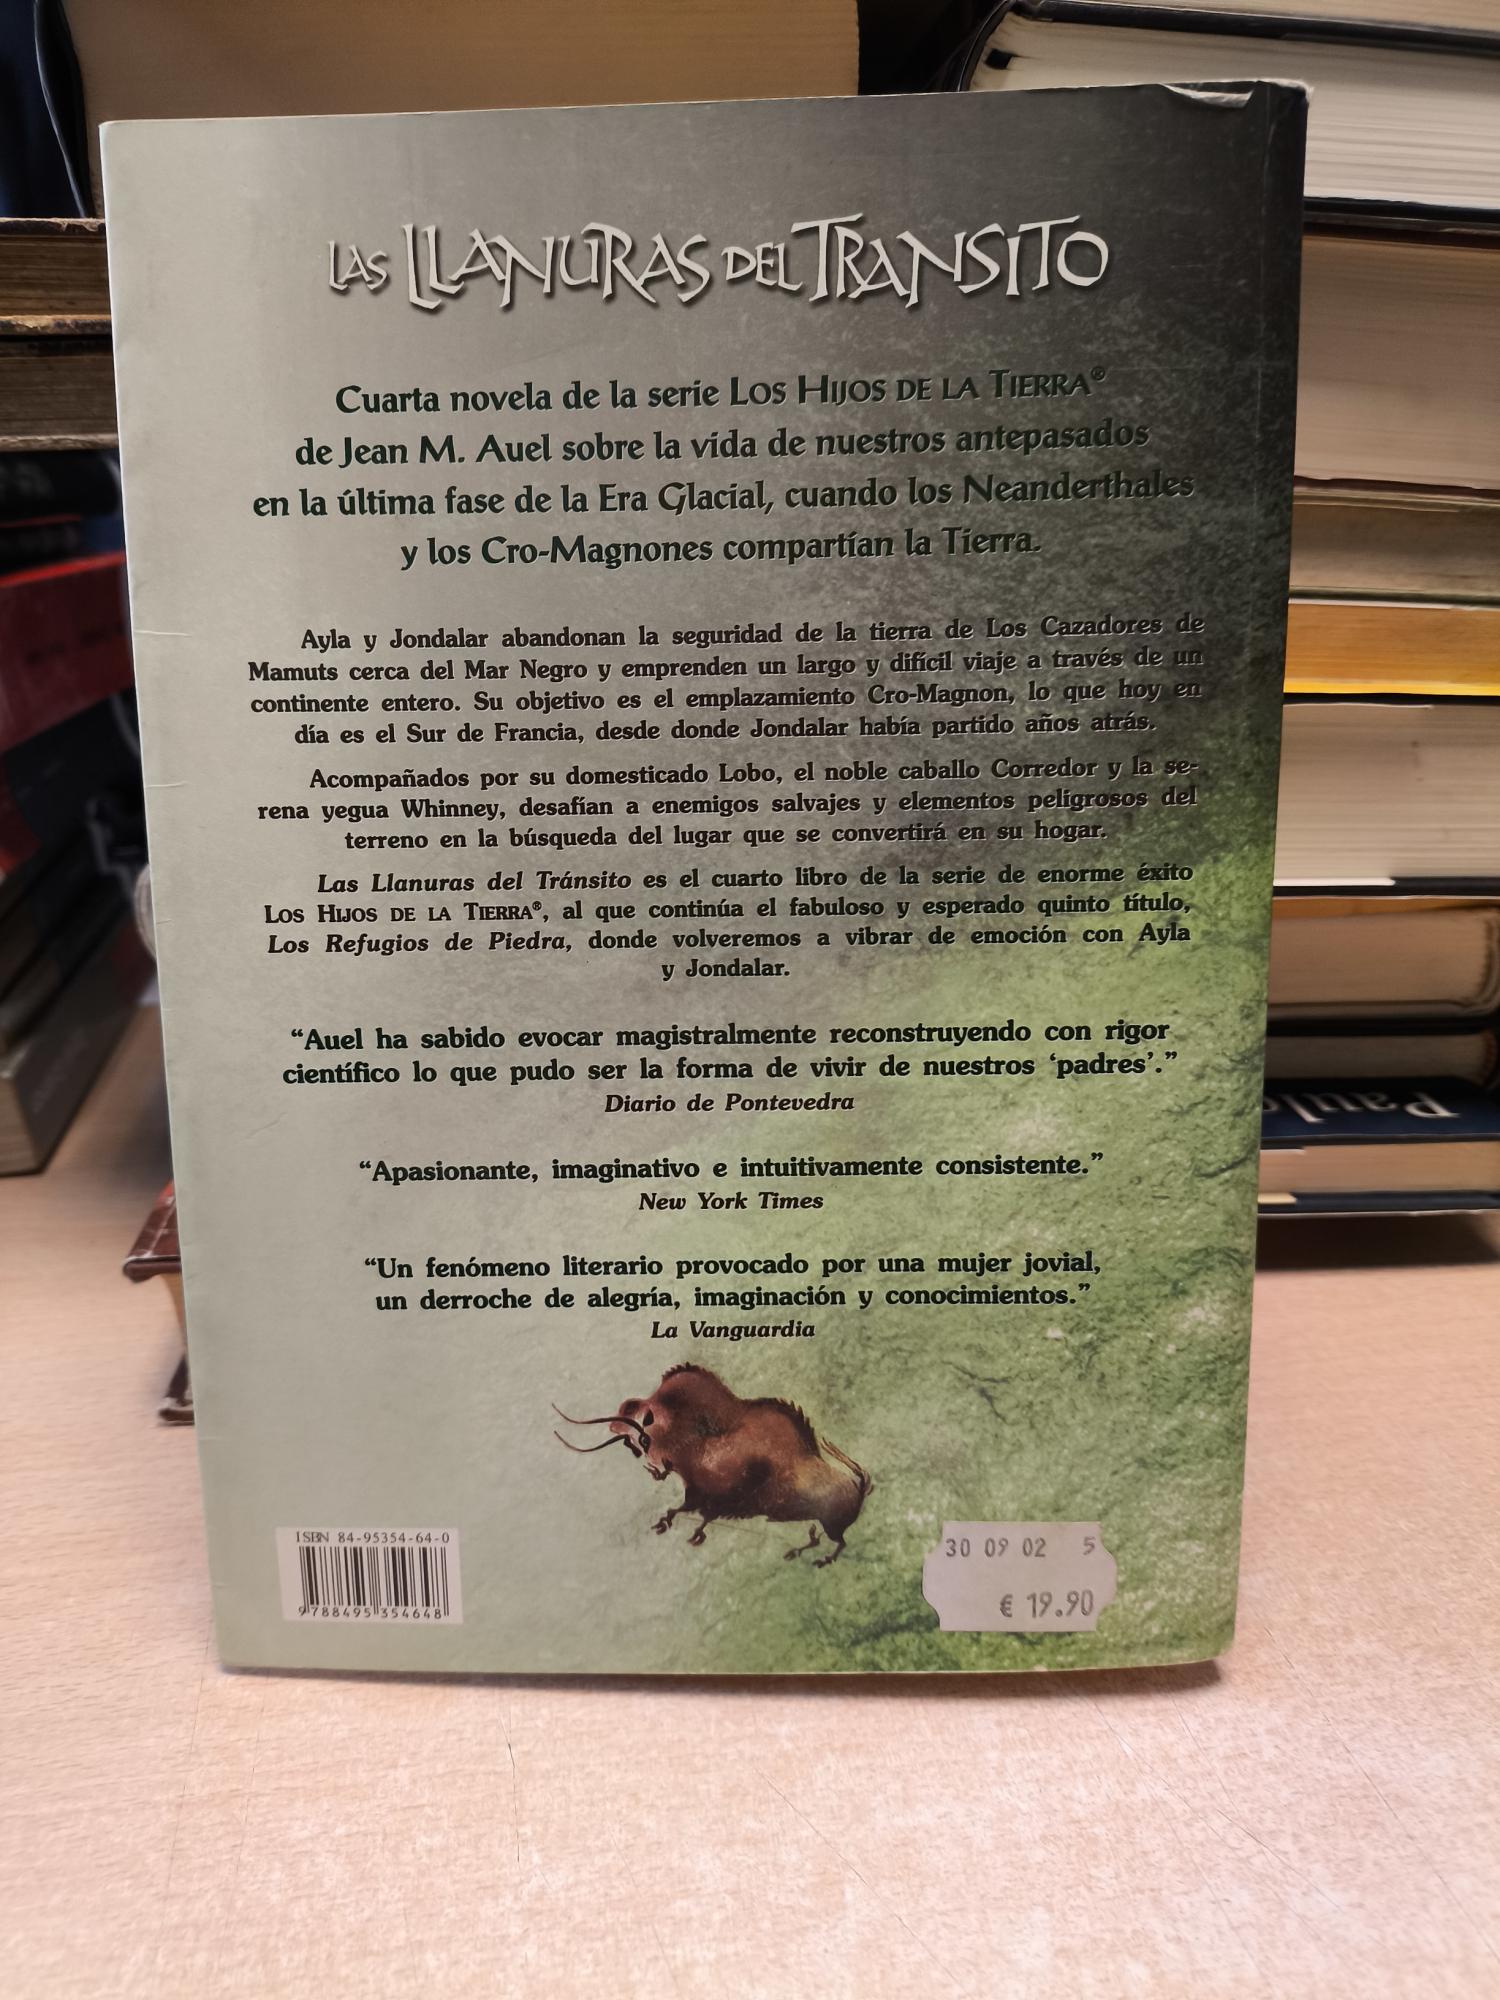 LAS LLANURAS DEL TRANSITO
Cuarta novela de la serie LOS HIJOS DE LA TIERRA®
de Jean M. Auel sobre la vida de nuestros antepasados
en la última fase de la Era Glacial, cuando los Neanderthales
y los Cro-Magnones compartían la Tierra.
Ayla y Jondalar abandonan la seguridad de la tierra de Los Cazadores de
Mamuts cerca del Mar Negro y emprenden un largo y difícil viaje a través de un
continente entero. Su objetivo es el emplazamiento Cro-Magnon, lo que hoy en
día es el Sur de Francia, desde donde Jondalar había partido años atrás.
Acompañados por su domesticado Lobo, el noble caballo Corredor y la se-
rena yegua Whinney, desafían a enemigos salvajes y elementos peligrosos del
terreno en la búsqueda del lugar que se convertirá en su hogar.
Las Llanuras del Tránsito es el cuarto libro de la serie de enorme éxito
LOS HIJOS DE LA TIERRA®, al que continúa el fabuloso y esperado quinto título,
Los Refugios de Piedra, donde volveremos a vibrar de emoción con Ayla
y Jondalar.
“Auel ha sabido evocar magistralmente reconstruyendo con rigor
científico lo que pudo ser la forma de vivir de nuestros ‘padres’.”
Diario de Pontevedra
“Apasionante, imaginativo e intuitivamente consistente.”
New York Times
“Un fenómeno literario provocado por una mujer jovial,
un derroche de alegría, imaginación y conocimientos.”
La Vanguardia
ISBN 84-95354-64-0
9788495354648
30 09 02 5
€ 19.90